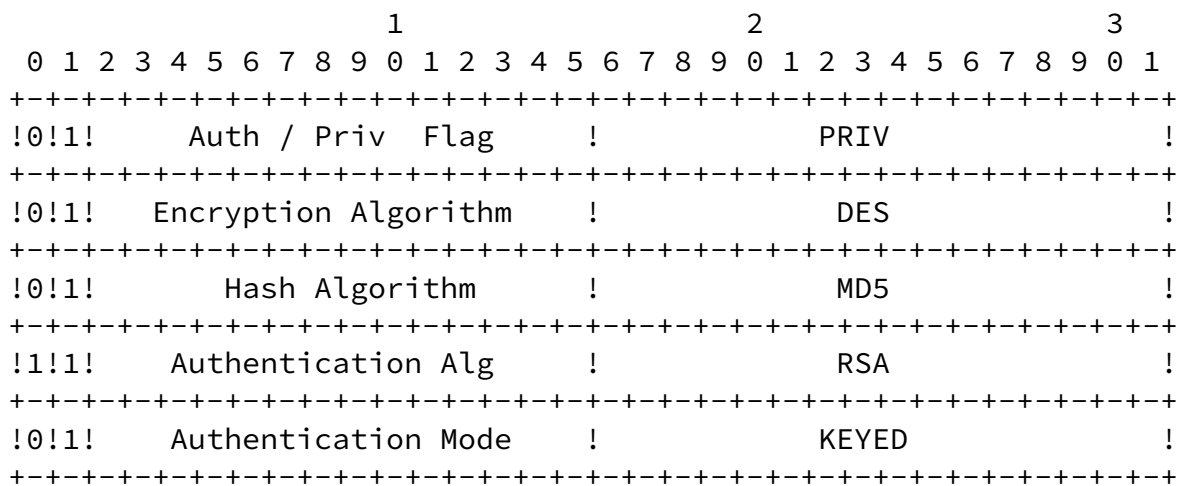 1                   2                   3
 0 1 2 3 4 5 6 7 8 9 0 1 2 3 4 5 6 7 8 9 0 1 2 3 4 5 6 7 8 9 0 1
+-+-+-+-+-+-+-+-+-+-+-+-+-+-+-+-+-+-+-+-+-+-+-+-+-+-+-+-+-+-+-+-+
!0!1!     Auth / Priv  Flag     !            PRIV               !
+-+-+-+-+-+-+-+-+-+-+-+-+-+-+-+-+-+-+-+-+-+-+-+-+-+-+-+-+-+-+-+-+
!0!1!   Encryption Algorithm    !             DES               !
+-+-+-+-+-+-+-+-+-+-+-+-+-+-+-+-+-+-+-+-+-+-+-+-+-+-+-+-+-+-+-+-+
!0!1!       Hash Algorithm      !             MD5               !
+-+-+-+-+-+-+-+-+-+-+-+-+-+-+-+-+-+-+-+-+-+-+-+-+-+-+-+-+-+-+-+-+
!1!1!    Authentication Alg     !             RSA               !
+-+-+-+-+-+-+-+-+-+-+-+-+-+-+-+-+-+-+-+-+-+-+-+-+-+-+-+-+-+-+-+-+
!0!1!    Authentication Mode    !            KEYED              !
+-+-+-+-+-+-+-+-+-+-+-+-+-+-+-+-+-+-+-+-+-+-+-+-+-+-+-+-+-+-+-+-+